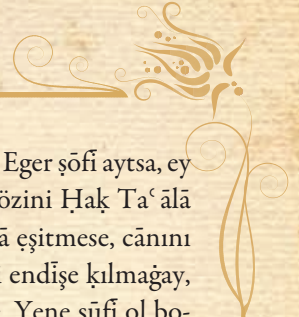 Eger ṣōfī aytsa, ey
özini Ḥaḳ Taʿālā
eşitmese, cānını
endīşe ḳılmaġay,
Yene ṣūfī ol bo-